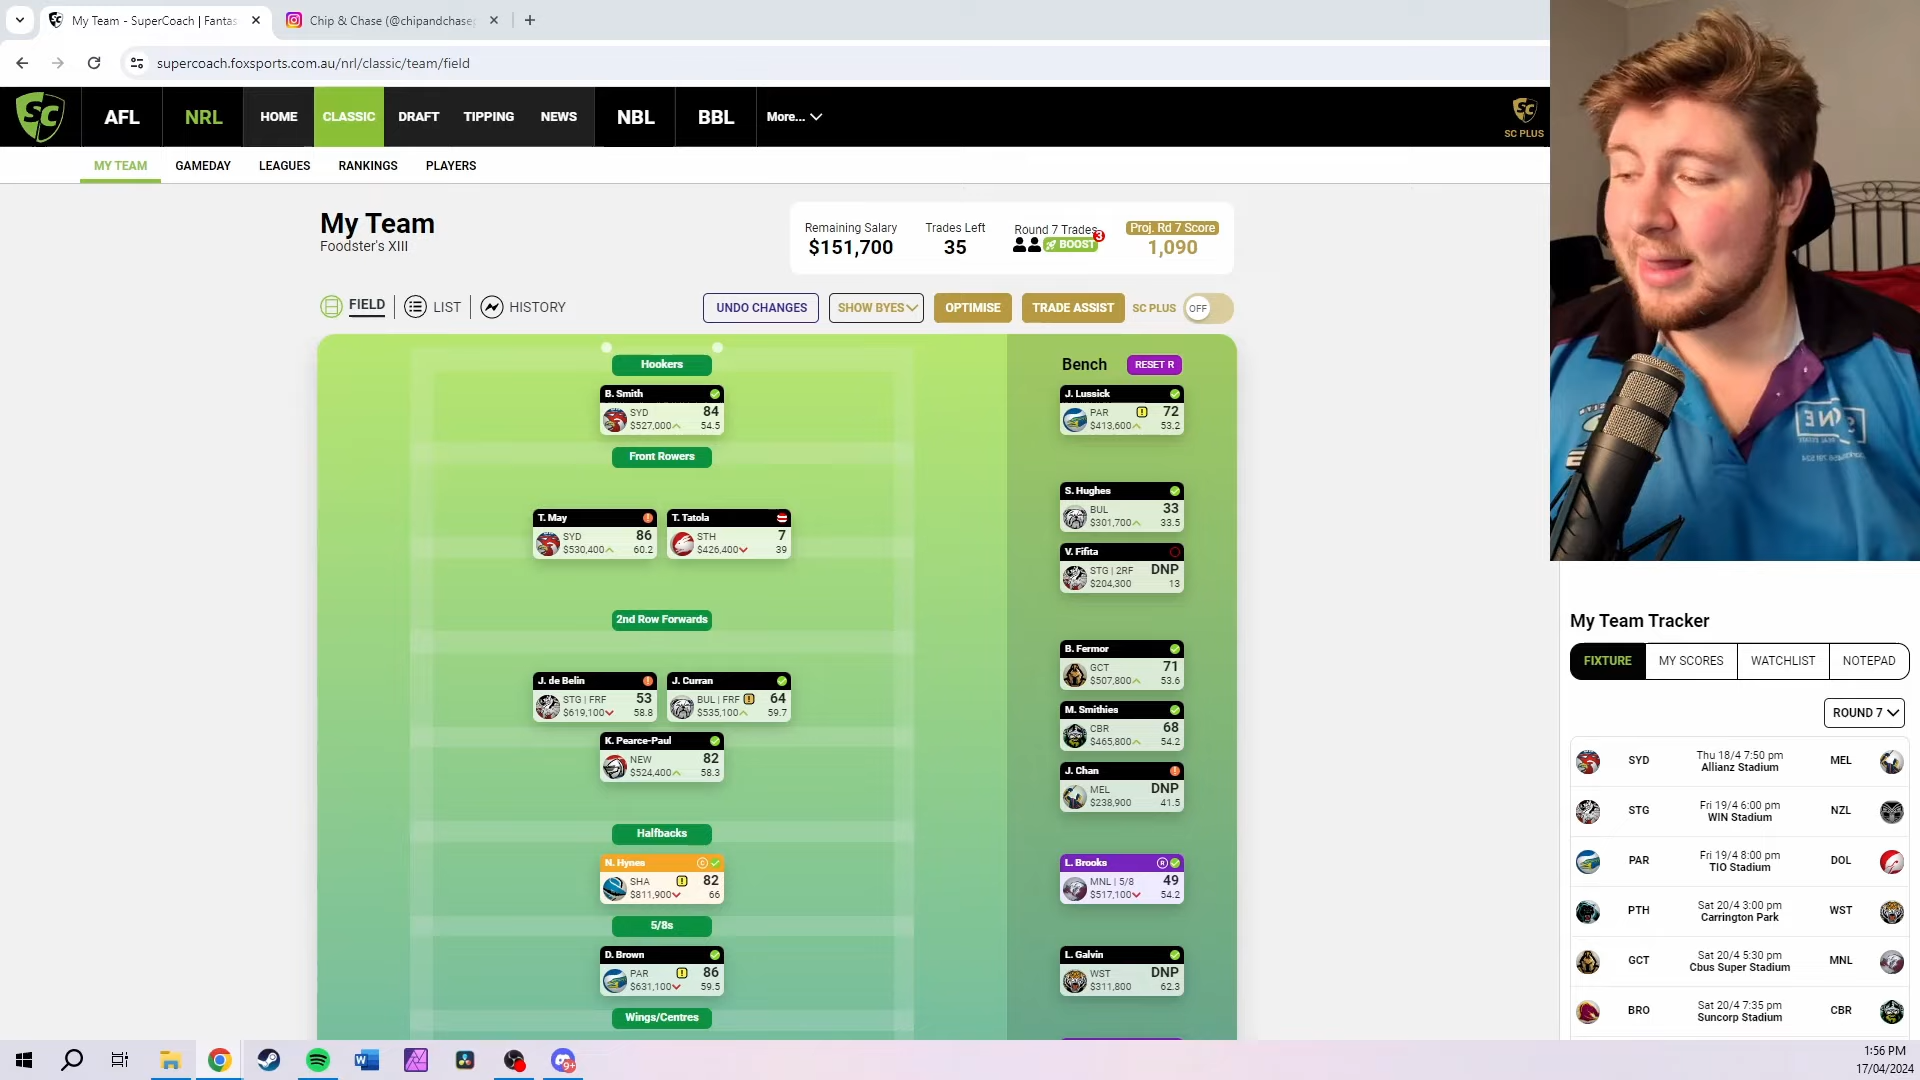 My Team - SuperCoach | Fantas
Chip & Chase (@chipandchase
supercoach.foxsports.com.au/nrl/classic/team/field
SC
AFL
NRL
HOME
CLASSIC
DRAFT
TIPPING
NEWS
NBL
BBL
More...
SC PLUS
MY TEAM
GAMEDAY
LEAGUES
RANKINGS
PLAYERS
My Team
Foodster's XIII
Remaining Salary
$151,700
Trades Left
35
Round 7 Trades
BOOST
3
Proj. Rd 7 Score
1,090
FIELD
LIST
HISTORY
UNDO CHANGES
SHOW BYES
OPTIMISE
TRADE ASSIST
SC PLUS
OFF
Hookers
B. Smith
SYD 84
$527,000 54.5
Front Rowers
T. May
SYD 86
$530,400 60.2
T. Tatola
STH 7
$426,400 39
2nd Row Forwards
J. de Belin
STG | FRF 53
$619,100 58.8
J. Curran
BUL | FRF 64
$535,100 59.7
K. Pearce-Paul
NEW 82
$524,400 58.3
Halfbacks
N. Hynes C
SHA 82
$811,900 66
5/8s
D. Brown
PAR 86
$631,100 59.5
Wings/Centres
Bench
RESET R
J. Lussick
PAR 72
$413,600 53.2
S. Hughes
BUL 33
$301,700 33.5
V. Fifita
STG | 2RF DNP
$204,300 13
B. Fermor
GCT 71
$507,800 53.6
M. Smithies
CBR 68
$465,800 54.2
J. Chan
MEL DNP
$238,900 41.5
L. Brooks R
MNL | 5/8 49
$517,100 54.2
L. Galvin
WST DNP
$311,800 62.3
My Team Tracker
FIXTURE
MY SCORES
WATCHLIST
NOTEPAD
ROUND 7
SYD Thu 18/4 7:50 pm MEL
Allianz Stadium
STG Fri 19/4 6:00 pm NZL
WIN Stadium
PAR Fri 19/4 8:00 pm DOL
TIO Stadium
PTH Sat 20/4 3:00 pm WST
Carrington Park
GCT Sat 20/4 5:30 pm MNL
Cbus Super Stadium
BRO Sat 20/4 7:35 pm CBR
Suncorp Stadium
9+
1:56 PM
17/04/2024